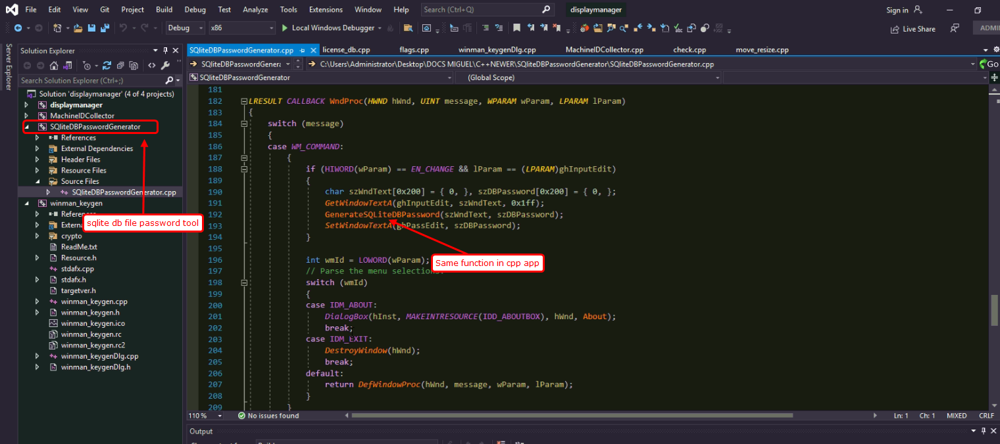 File Edit View Git Project Build Debug Test Analyze Tools Extensions Window Help Search (Ctrl+Q) displaymanager Sign in
Debug x86 Local Windows Debugger Live Share ADMI
Server Explorer
Solution Explorer
Search Solution Explorer (Ctrl+;)
Solution 'displaymanager' (4 of 4 projects)
displaymanager
MachineIDCollector
SQliteDBPasswordGenerator
References
External Dependencies
Header Files
Resource Files
Source Files
SQliteDBPasswordGenerator.cpp
winman_keygen
Externa
sqlite db file password tool
crypto
ReadMe.txt
Resource.h
stdafx.cpp
stdafx.h
targetver.h
winman_keygen.cpp
winman_keygen.h
winman_keygen.ico
winman_keygen.rc
winman_keygen.rc2
winman_keygenDlg.cpp
winman_keygenDlg.h
SQliteDBPasswordGenerator.cpp license_db.cpp flags.cpp winman_keygenDlg.cpp MachineIDCollector.cpp check.cpp move_resize.cpp
SQliteDBPasswordGenera C:\Users\Administrator\Desktop\DOCS MIGUEL\C++NEWER\SQliteDBPasswordGenerator\SQliteDBPasswordGenerator.cpp Go
SQliteDBPasswordGenerator (Global Scope)
181
182 LRESULT CALLBACK WndProc(HWND hWnd, UINT message, WPARAM wParam, LPARAM lParam)
183 {
184 switch (message)
185 {
186 case WM_COMMAND:
187 {
188 if (HIWORD(wParam) == EN_CHANGE && lParam == (LPARAM)ghInputEdit)
189 {
190 char szWndText[0x200] = { 0, }, szDBPassword[0x200] = { 0, };
191 GetWindowTextA(ghInputEdit, szWndText, 0x1ff);
192 GenerateSQLiteDBPassword(szWndText, szDBPassword);
193 SetWindowTextA(ghPassEdit, szDBPassword);
194 }
195
196 int wmId = LOWORD(wParam);
Same function in cpp app
197 // Parse the menu selection
198 switch (wmId)
199 {
200 case IDM_ABOUT:
201 DialogBox(hInst, MAKEINTRESOURCE(IDD_ABOUTBOX), hWnd, About);
202 break;
203 case IDM_EXIT:
204 DestroyWindow(hWnd);
205 break;
206 default:
207 return DefWindowProc(hWnd, message, wParam, lParam);
208 }
209 }
110 % No issues found Ln: 1 Ch: 1 MIXED CRLF
Output